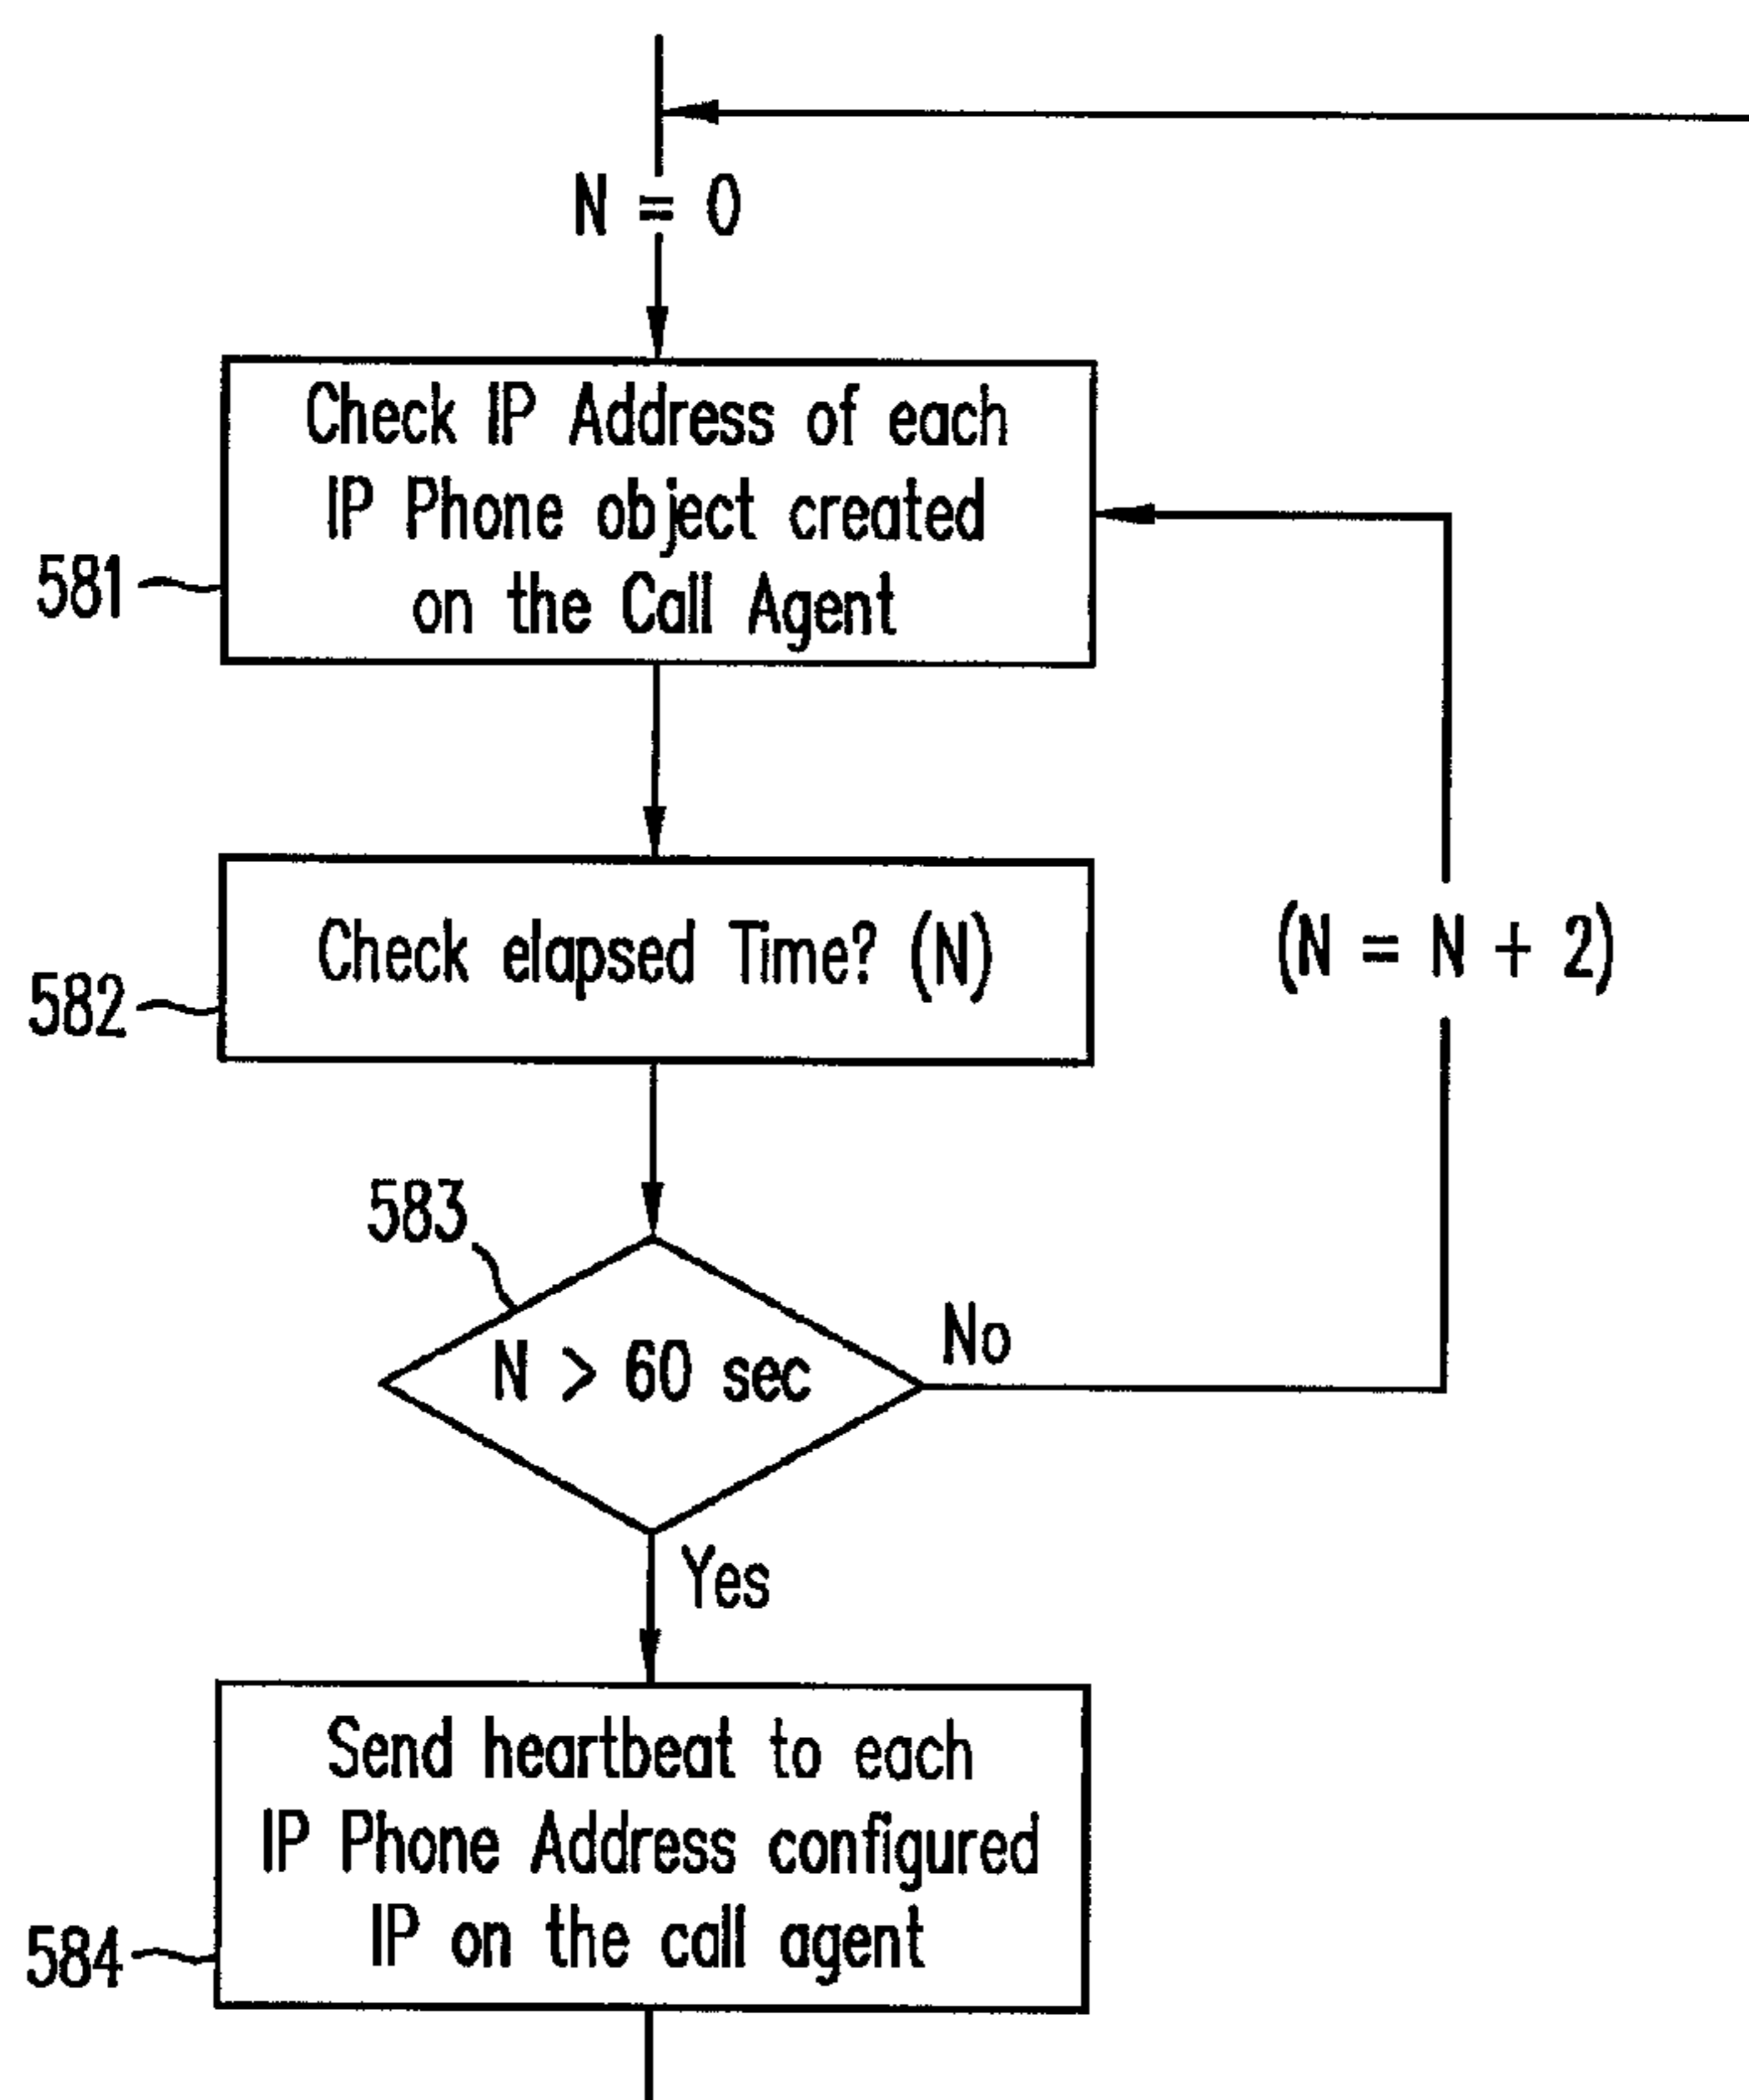 N = 0
Check IP Address of each
IP Phone object created
on the Call Agent
581
Check elapsed Time? (N)
582
(N = N + 2)
583
N > 60 sec
No
Yes
Send heartbeat to each
IP Phone Address configured
IP on the call agent
584